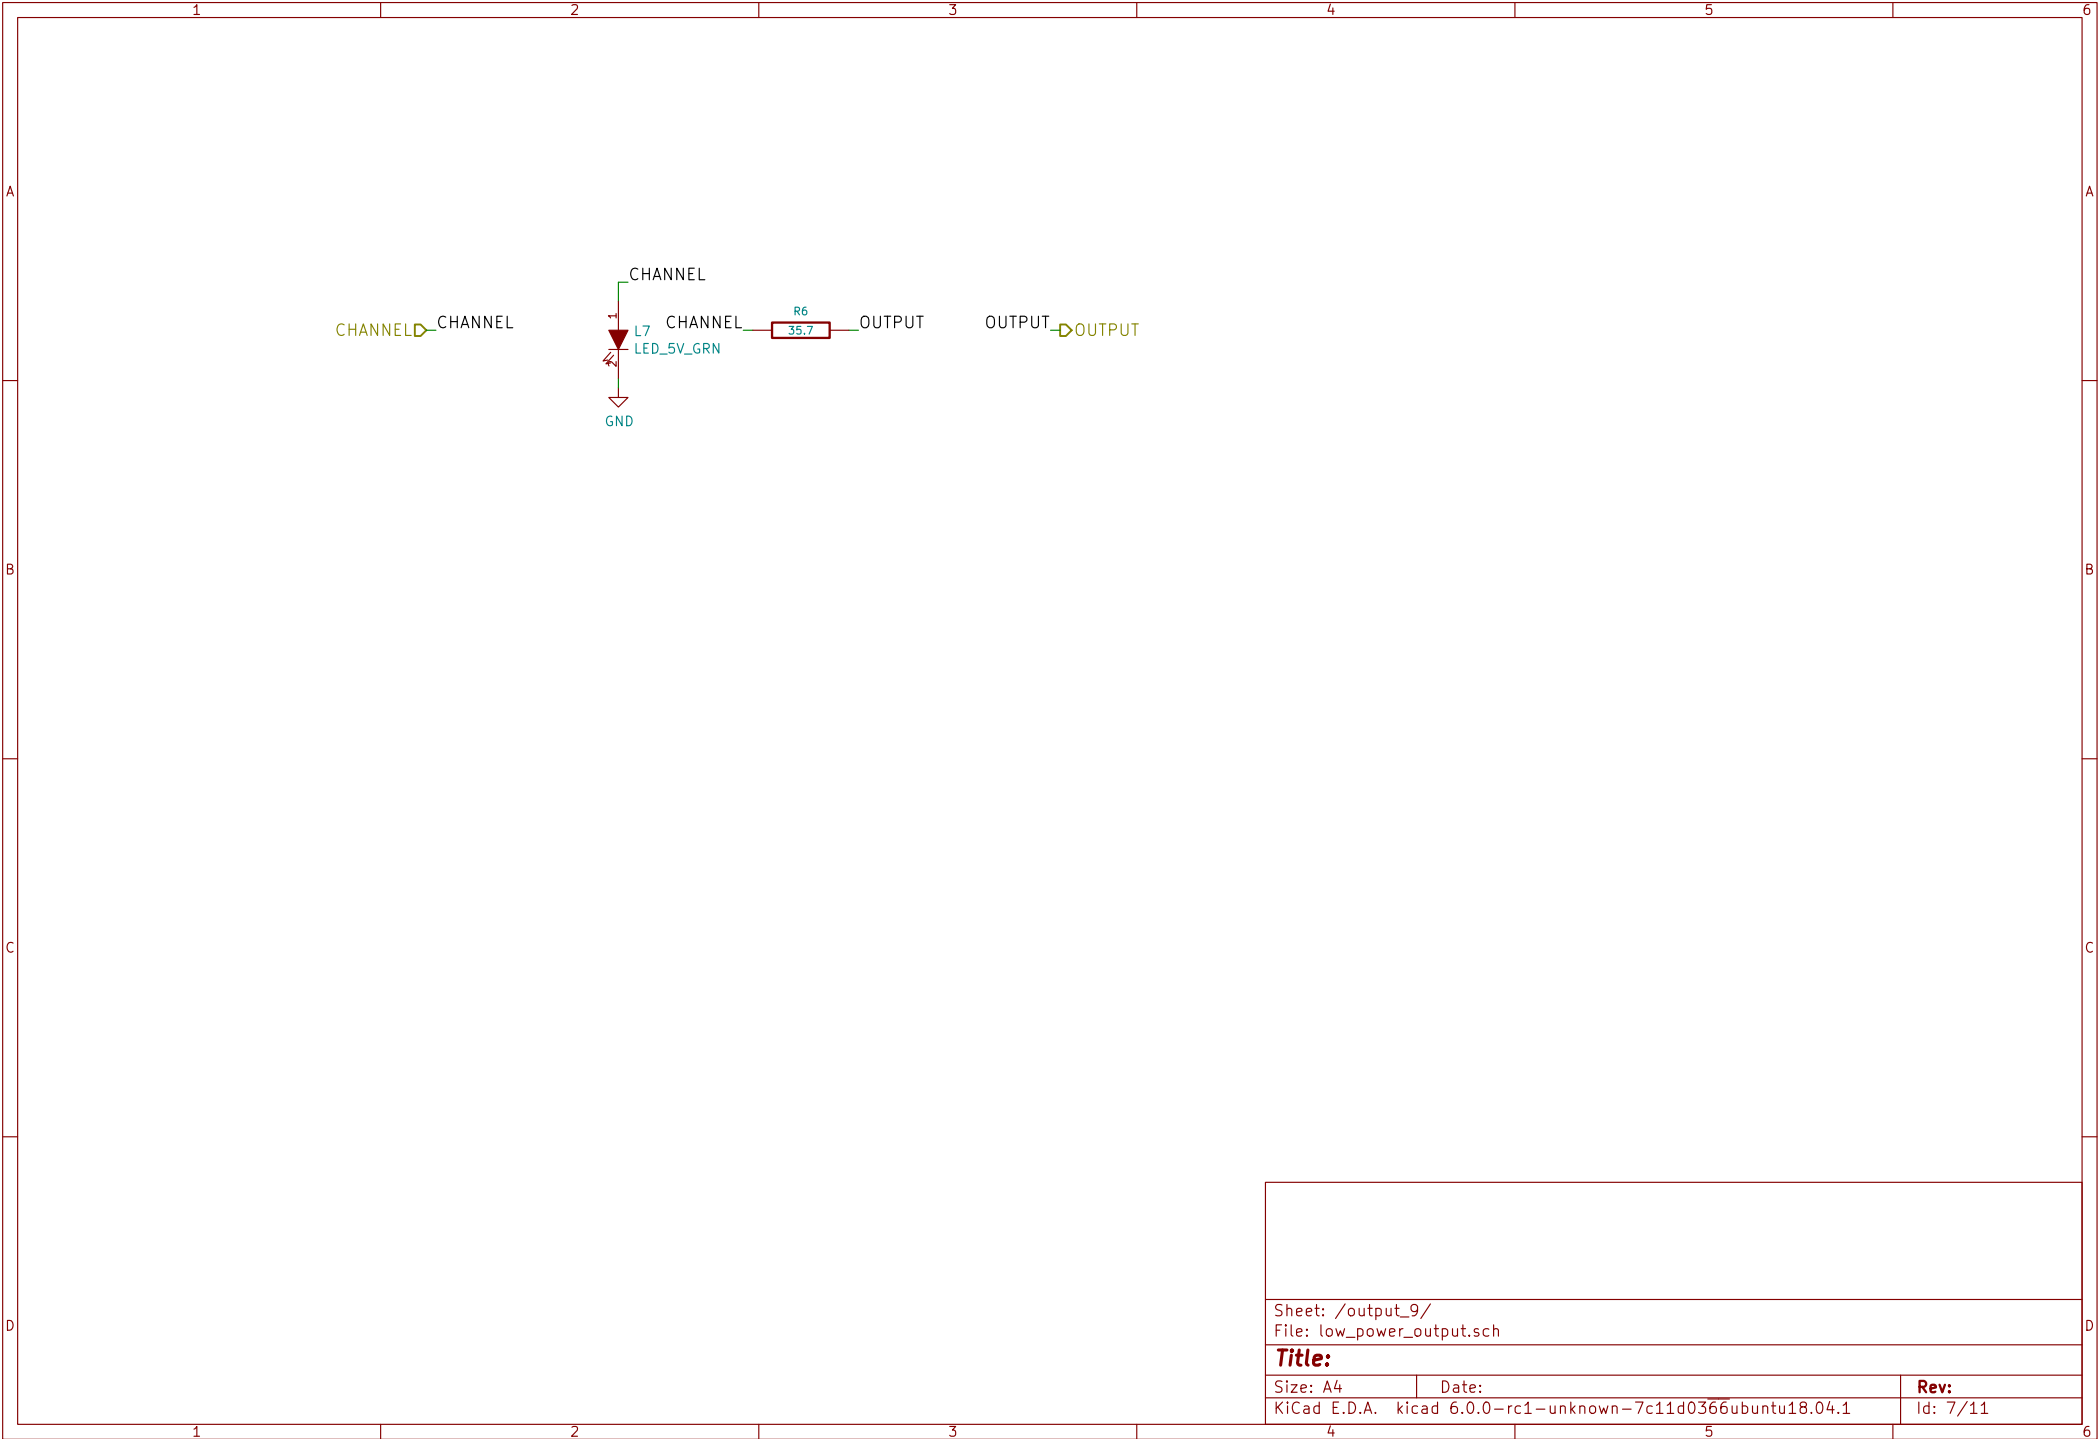 1 2 3 4 5 6
A A
CHANNEL
R6
CHANNEL CHANNEL 1 L7 CHANNEL 35.7 OUTPUT OUTPUT OUTPUT
2 LED_5V_GRN
GND
B B
C C
Sheet: /output_9/
File: low_power_output.sch
D D
Title:
Size: A4 Date: Rev:
KiCad E.D.A. kicad 6.0.0-rc1-unknown-7c11d0366ubuntu18.04.1 Id: 7/11
1 2 3 4 5 6